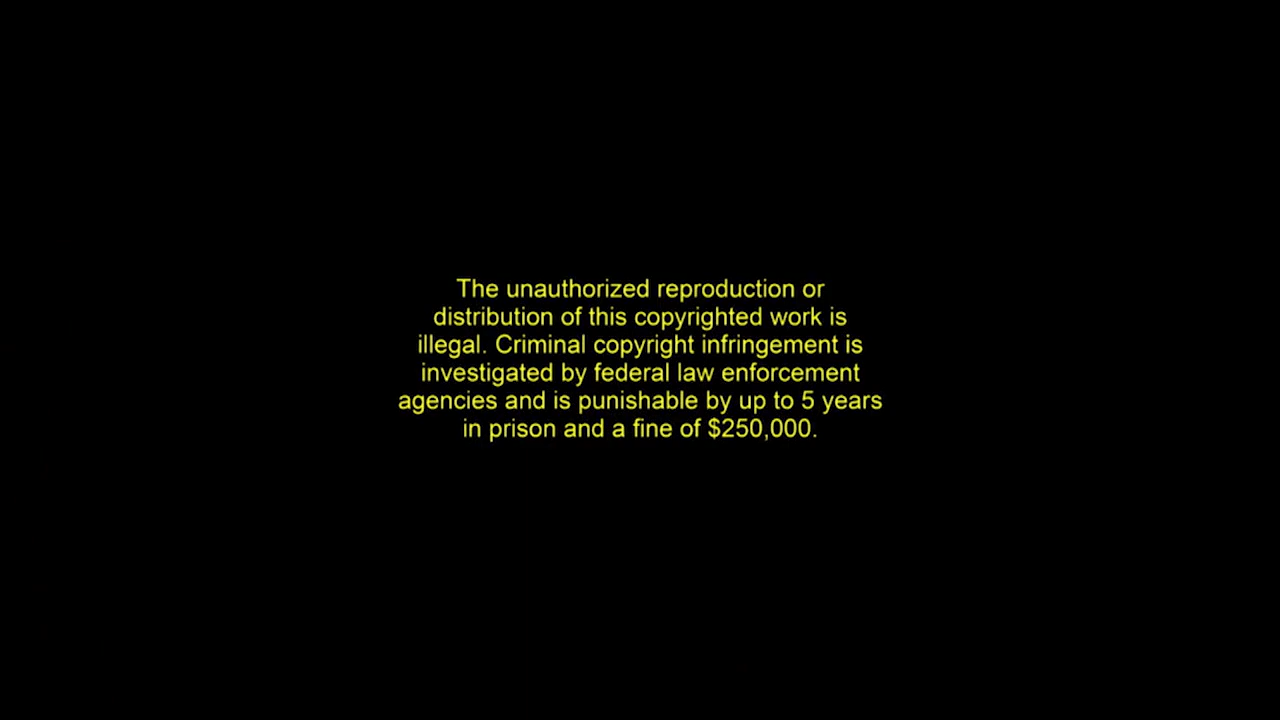 The unauthorized reproduction or
distribution of this copyrighted work is
illegal. Criminal copyright infringement is
investigated by federal law enforcement
agencies and is punishable by up to 5 years
in prison and a fine of $250,000.